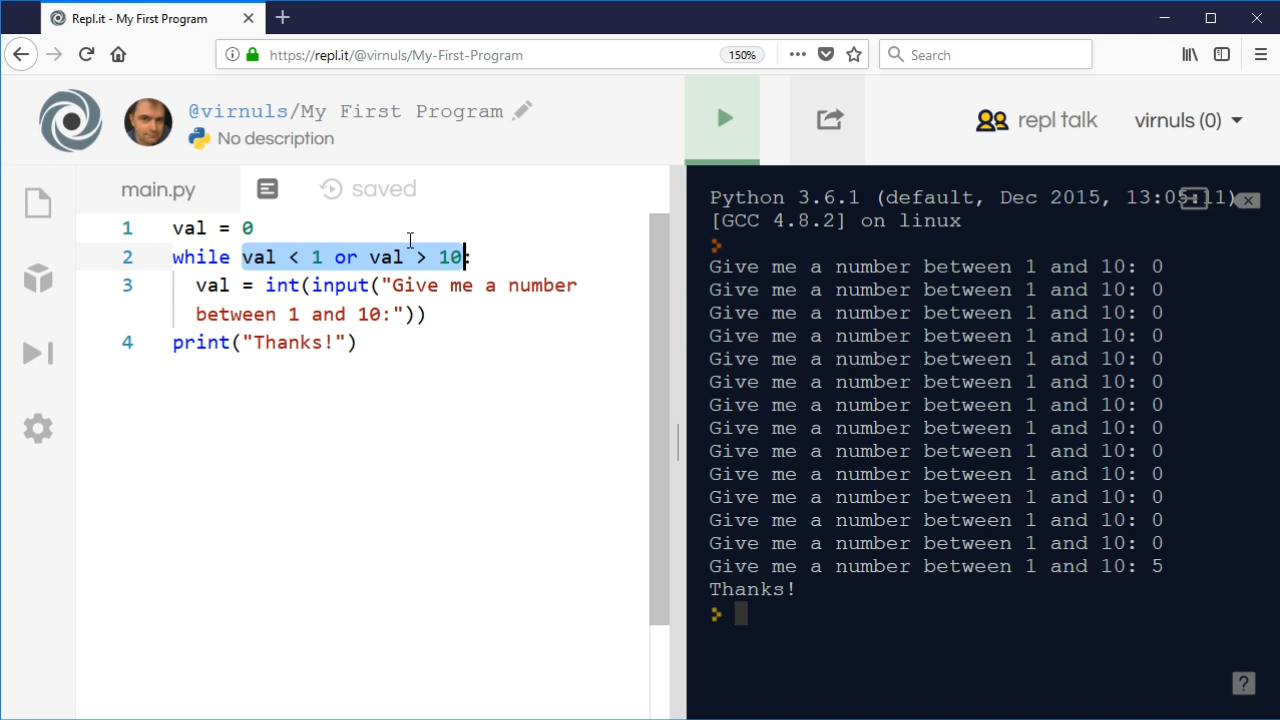 Repl.it - My First Program
https://repl.it/@virnuls/My-First-Program
150%
Search
@virnuls/My First Program
No description
repl talk
virnuls (0)
main.py
saved
1 val = 0
2 while val < 1 or val > 10:
3 val = int(input("Give me a number
between 1 and 10:"))
4 print("Thanks!")
Python 3.6.1 (default, Dec 2015, 13:05:11)
[GCC 4.8.2] on linux
Give me a number between 1 and 10: 0
Give me a number between 1 and 10: 0
Give me a number between 1 and 10: 0
Give me a number between 1 and 10: 0
Give me a number between 1 and 10: 0
Give me a number between 1 and 10: 0
Give me a number between 1 and 10: 0
Give me a number between 1 and 10: 0
Give me a number between 1 and 10: 0
Give me a number between 1 and 10: 0
Give me a number between 1 and 10: 0
Give me a number between 1 and 10: 0
Give me a number between 1 and 10: 0
Give me a number between 1 and 10: 5
Thanks!
?